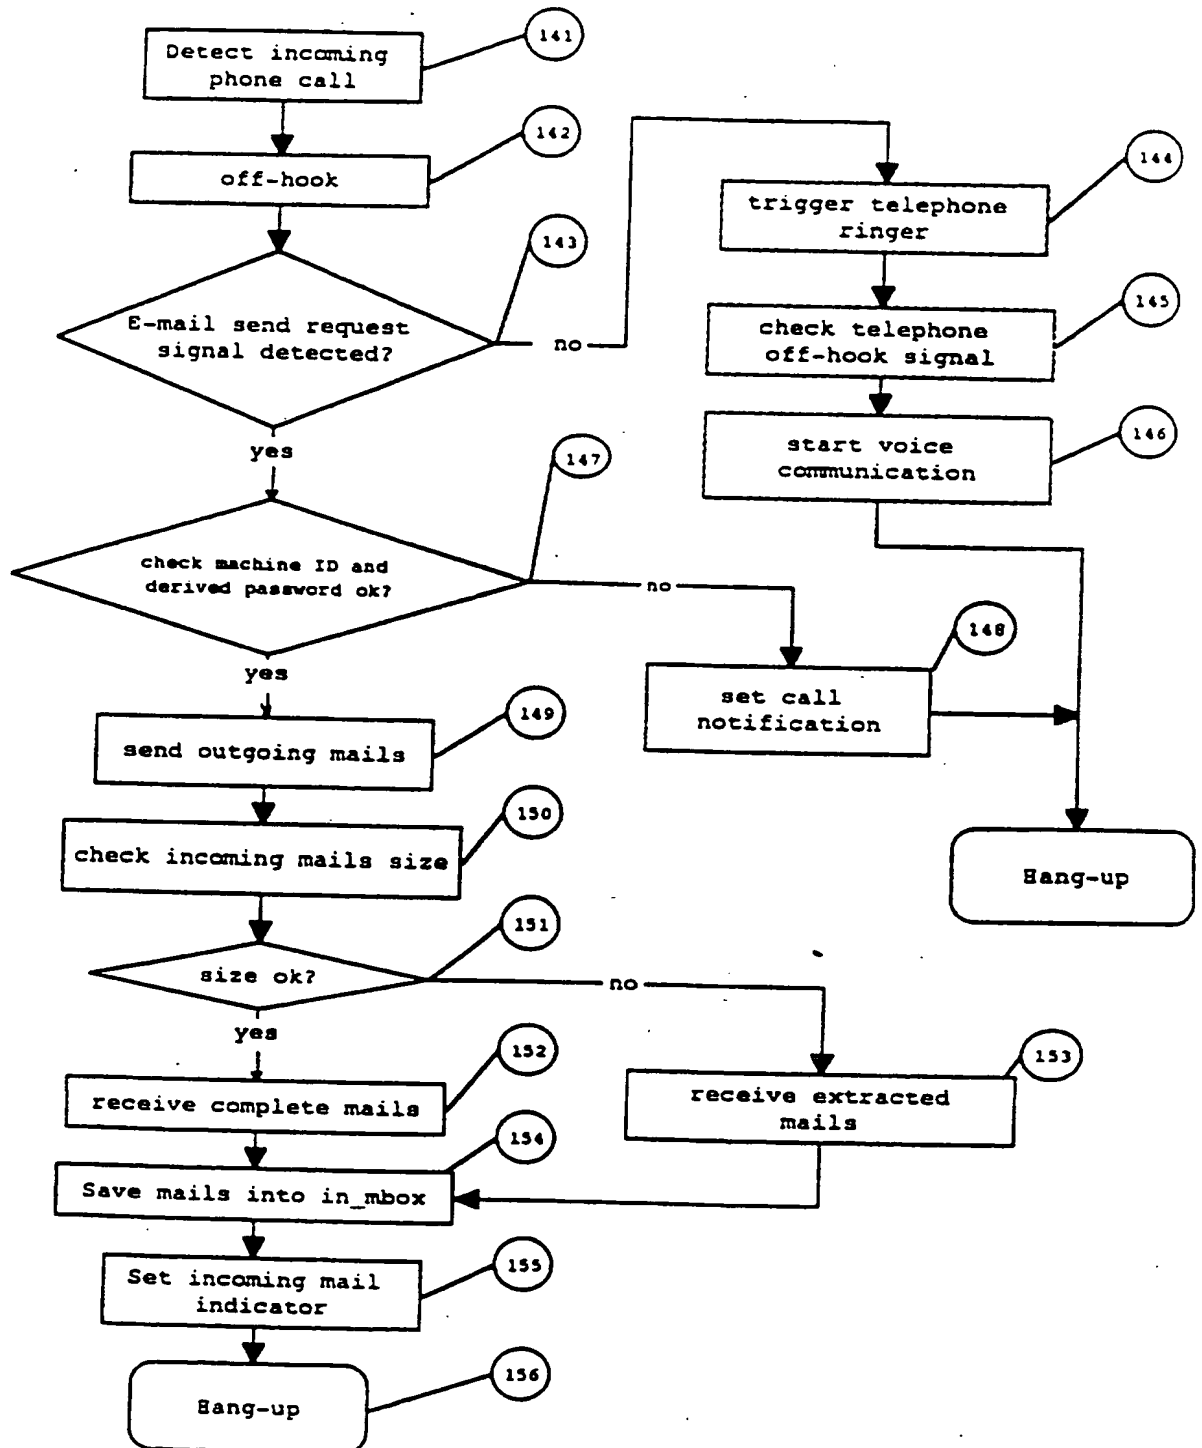 Detect incoming
phone call
141
off-hook
142
E-mail send request
signal detected?
143
no
trigger telephone
ringer
144
check telephone
off-hook signal
145
start voice
communication
146
yes
check machine ID and
derived password ok?
147
no
set call
notification
148
Hang-up
yes
send outgoing mails
149
check incoming mails size
150
size ok?
151
no
yes
receive complete mails
152
receive extracted
mails
153
Save mails into in_mbox
154
Set incoming mail
indicator
155
Hang-up
156